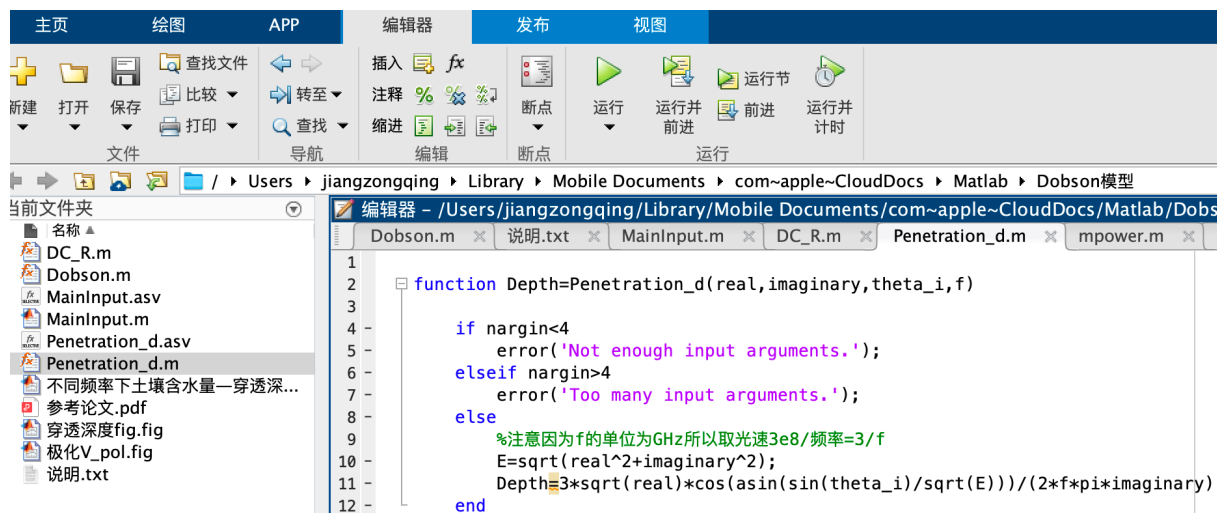 主页 绘图 APP 编辑器 发布 视图
新建 打开 保存 查找文件 比较 打印 转至 查找 插入 fx 注释 缩进 断点 运行 运行并前进 运行节 前进 运行并计时
文件 导航 编辑 断点 运行
/ Users jiangzongqing Library Mobile Documents com~apple~CloudDocs Matlab Dobson模型
当前文件夹
编辑器 – /Users/jiangzongqing/Library/Mobile Documents/com~apple~CloudDocs/Matlab/Dobs
名称
Dobson.m 说明.txt MainInput.m DC_R.m Penetration_d.m mpower.m
DC_R.m
Dobson.m
MainInput.asv
MainInput.m
Penetration_d.asv
Penetration_d.m
不同频率下土壤含水量—穿透深...
参考论文.pdf
穿透深度fig.fig
极化V_pol.fig
说明.txt
1
2 function Depth=Penetration_d(real,imaginary,theta_i,f)
3
4 – if nargin<4
5 – error('Not enough input arguments.');
6 – elseif nargin>4
7 – error('Too many input arguments.');
8 – else
9 %注意因为f的单位为GHz所以取光速3e8/频率=3/f
10 – E=sqrt(real^2+imaginary^2);
11 – Depth=3*sqrt(real)*cos(asin(sin(theta_i)/sqrt(E)))/(2*f*pi*imaginary)
12 – end